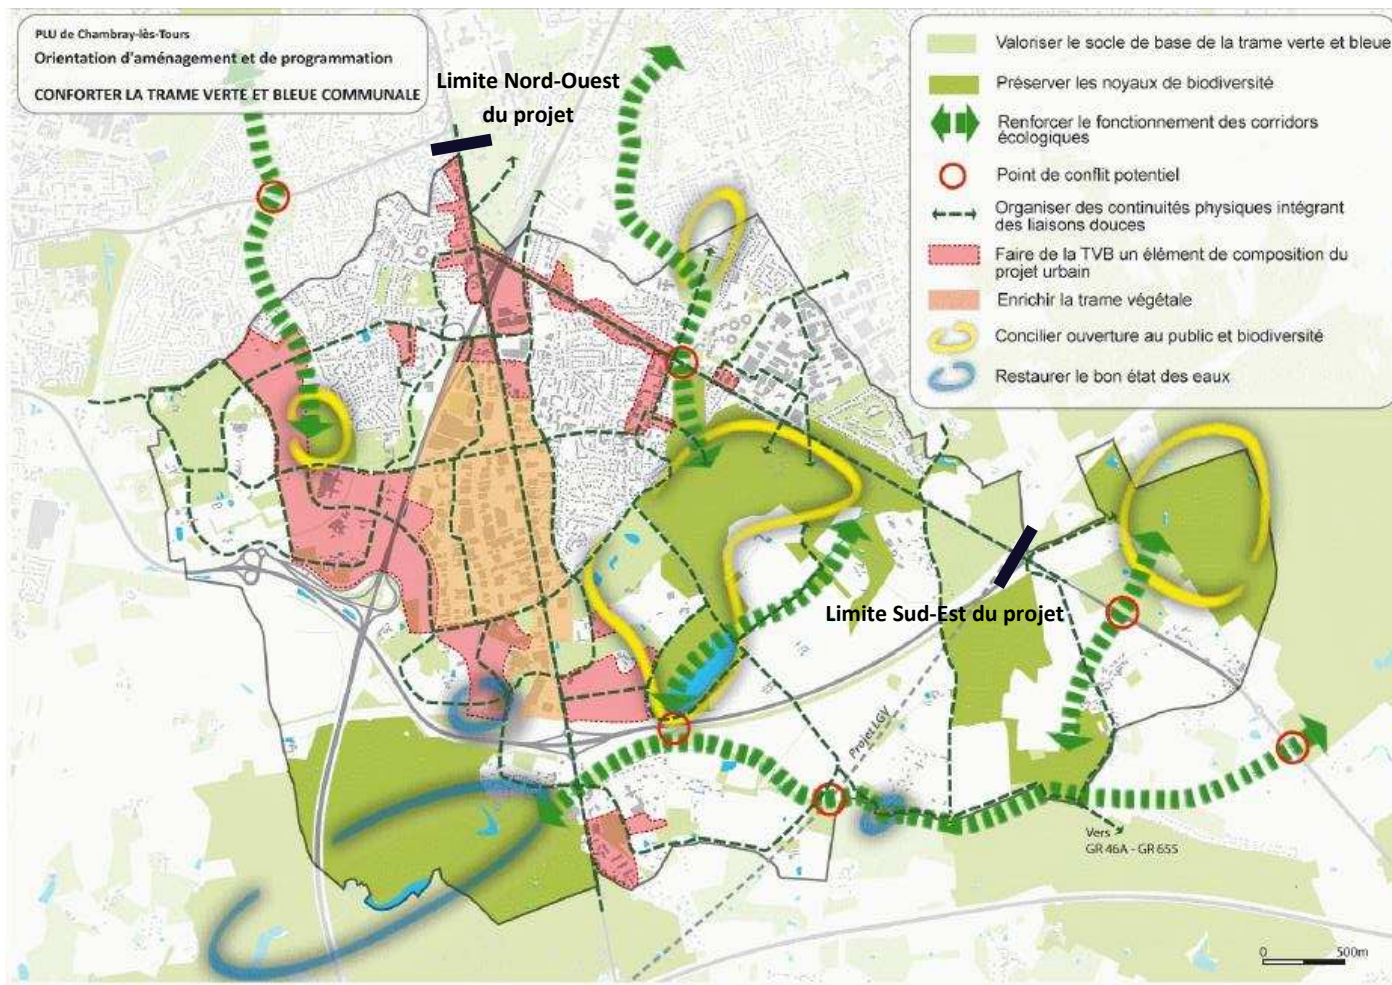 PLU de Chambray-lès-Tours
Orientation d'aménagement et de programmation
CONFORTER LA TRAME VERTE ET BLEUE COMMUNALE
Limite Nord-Ouest
du projet
Valoriser le socle de base de la trame verte et bleue
Préserver les noyaux de biodiversité
Renforcer le fonctionnement des corridors
écologiques
Point de conflit potentiel
Organiser des continuités physiques intégrant
des liaisons douces
Faire de la TVB un élément de composition du
projet urbain
Enrichir la trame végétale
Concilier ouverture au public et biodiversité
Restaurer le bon état des eaux
Limite Sud-Est du projet
Projet LGV
Vers
GR 46A - GR 655
0 500m